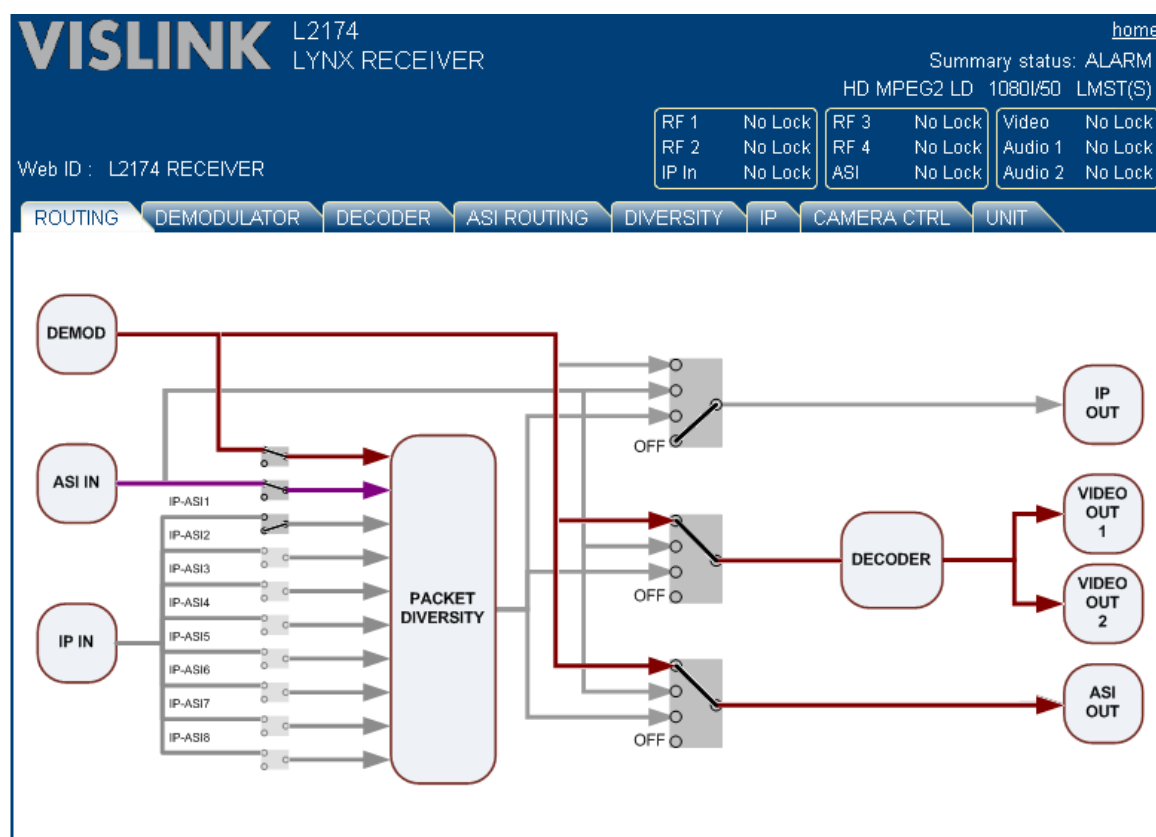 VISLINK
L2174
LYNX RECEIVER
home
Summary status: ALARM
HD MPEG2 LD 1080I/50 LMST(S)
RF 1 No Lock RF 3 No Lock Video No Lock
RF 2 No Lock RF 4 No Lock Audio 1 No Lock
IP In No Lock ASI No Lock Audio 2 No Lock
Web ID : L2174 RECEIVER
ROUTING DEMODULATOR DECODER ASI ROUTING DIVERSITY IP CAMERA CTRL UNIT
DEMOD
ASI IN
IP IN
IP-ASI1
IP-ASI2
IP-ASI3
IP-ASI4
IP-ASI5
IP-ASI6
IP-ASI7
IP-ASI8
PACKET
DIVERSITY
OFF
OFF
OFF
DECODER
IP
OUT
VIDEO
OUT
1
VIDEO
OUT
2
ASI
OUT